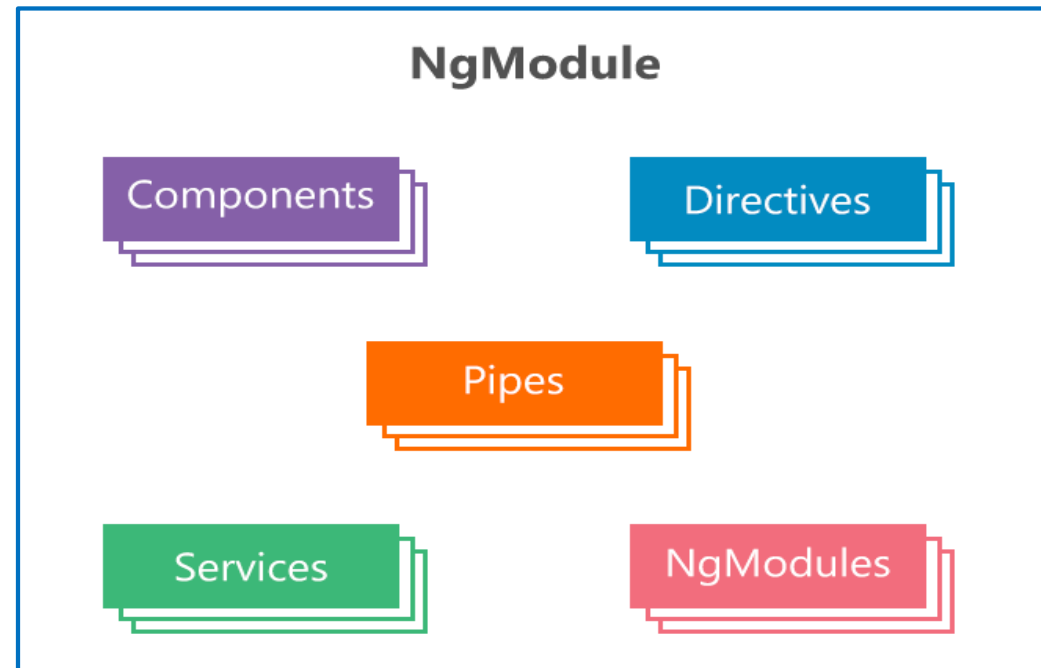 NgModule
Components
Directives
Pipes
Services
NgModules